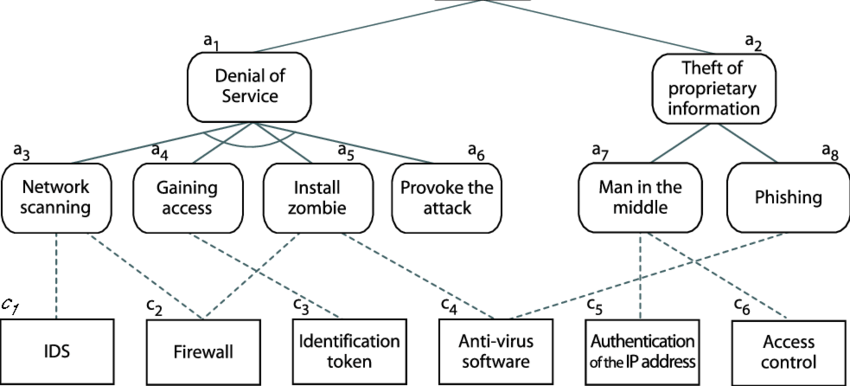 a1
a2
Denial of
Service
Theft of
proprietary
information
a3
a4
a5
a6
a7
a8
Network
scanning
Gaining
access
Install
zombie
Provoke the
attack
Man in the
middle
Phishing
c1
c2
c3
c4
c5
c6
IDS
Firewall
Identification
token
Anti-virus
software
Authentication
of the IP address
Access
control